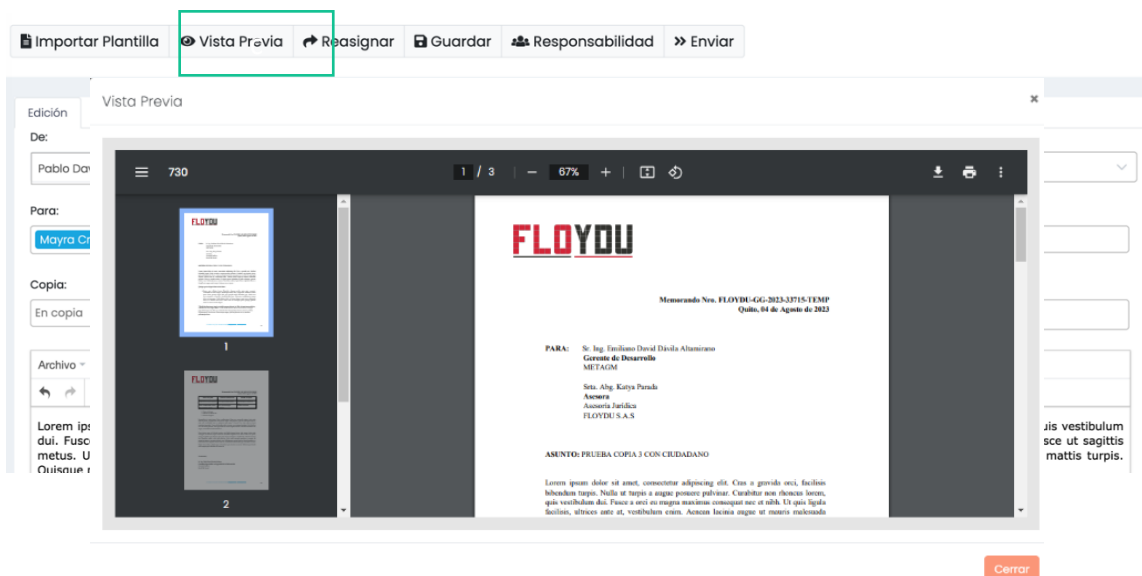 Importar Plantilla Vista Previa Reasignar Guardar Responsabilidad Enviar
Vista Previa
Edición
De:
Pablo Dav
730
1 / 3
67%
Para:
Mayra Cr
Copia:
En copia
Archivo
FLOYDU
1
FLOYDU
2
FLOYDU
Memorando Nro. FLOYDU-GG-2023-33715-TEMP
Quito, 04 de Agosto de 2023
PARA: Sr. Ing. Emiliano David Dávila Altamirano
Gerente de Desarrollo
METAGM
Srta. Abg. Katya Parada
Asesora
Asesoría Jurídica
FLOYDU S.A.S
ASUNTO: PRUEBA COPIA 3 CON CIUDADANO
Lorem ipsum dolor sit amet, consectetur adipiscing elit. Cras a gravida orci, facilisis
bibendum turpis. Nulla ut turpis a augue posuere pulvinar. Curabitur non rhoncus lorem,
quis vestibulum dui. Fusce a orci eu magna maximus consequat nec et nibh. Ut quis ligula
facilisis, ultrices ante at, vestibulum enim. Aenean lacinia augue ut mauris malesuada
Lorem ips
dui. Fusc
metus. U
Quisque
uis vestibulum
sce ut sagittis
mattis turpis.
Cerrar